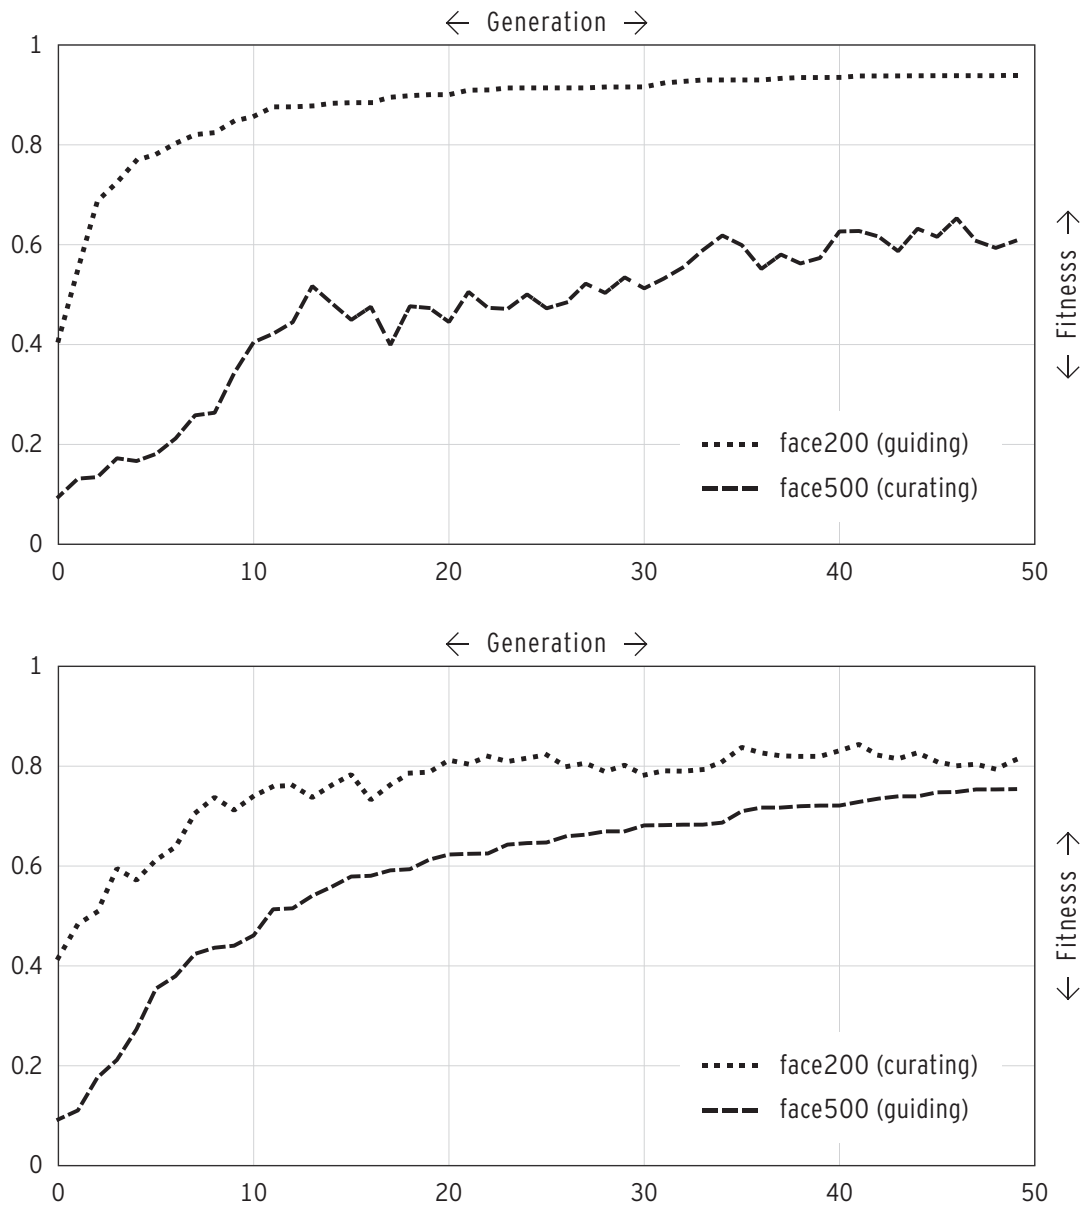 ← Generation →
1
0.8
0.6
0.4
0.2
0
0 10 20 30 40 50
← Fitnesss →
face200 (guiding)
face500 (curating)
← Generation →
1
0.8
0.6
0.4
0.2
0
0 10 20 30 40 50
← Fitnesss →
face200 (curating)
face500 (guiding)